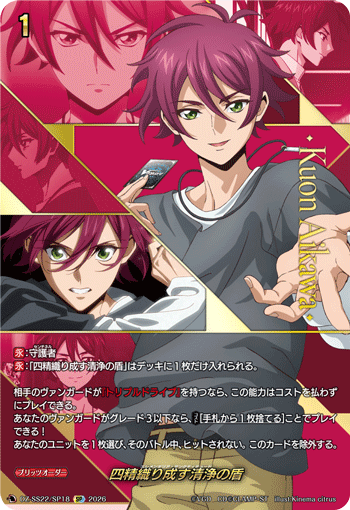 1
・Kuon Aikawa・
永:守護者
永:「四精織り成す清浄の盾」はデッキに1枚だけ入れられる。
相手のヴァンガードが『トリプルドライブ』を持つなら、この能力はコストを払わず
にプレイできる。
あなたのヴァンガードがグレード3以下なら、[手札から1枚捨てる]ことでプレイ
できる!
あなたのユニットを1枚選び、そのバトル中、ヒットされない。このカードを除外する。
ブリッツオーダー
四精織り成す清浄の盾
DZ-SS22/SP18 SP 2026
illust.Kinema citrus